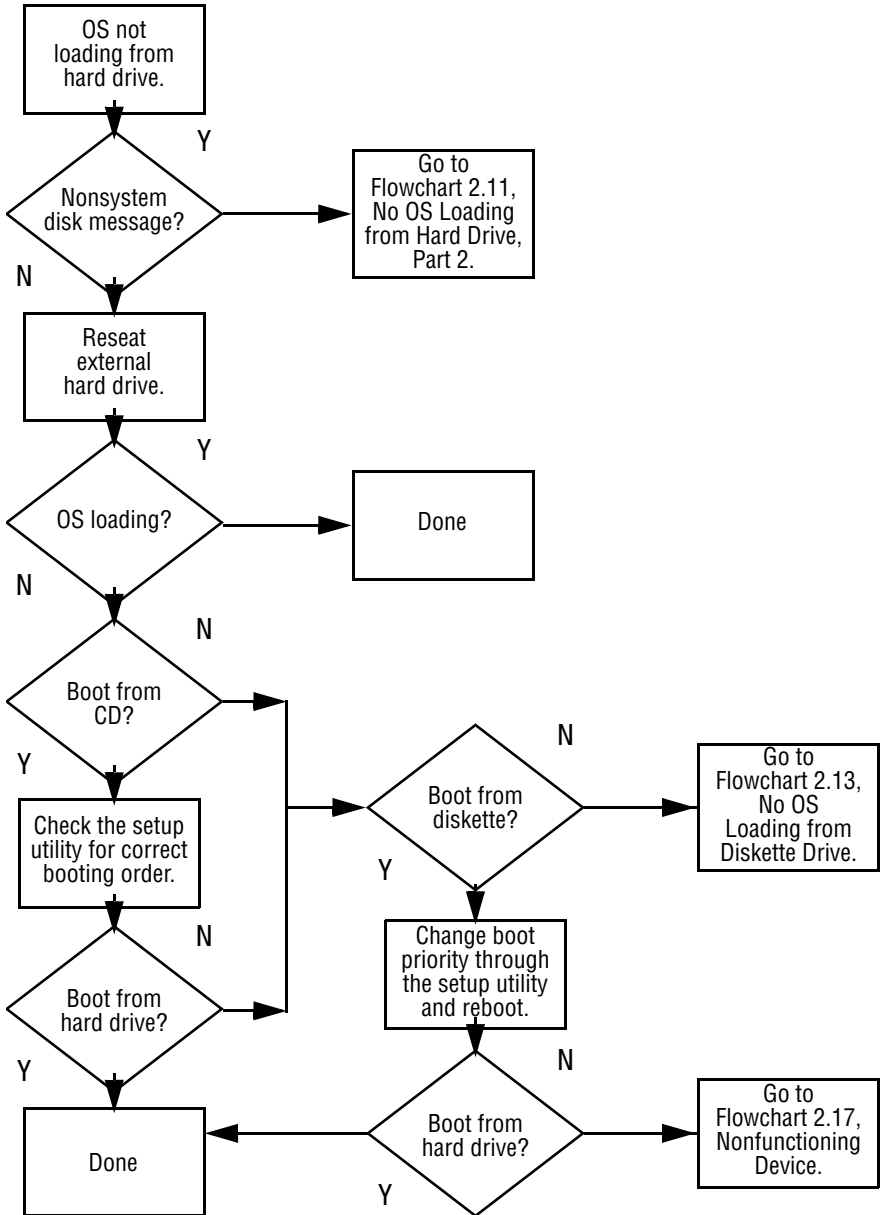 OS not
loading from
hard drive.
Y
Nonsystem
disk message?
Go to
Flowchart 2.11,
No OS Loading
from Hard Drive,
Part 2.
N
Reseat
external
hard drive.
Y
OS loading?
Done
N
N
Boot from
CD?
Y
Check the setup
utility for correct
booting order.
N
Boot from
hard drive?
Y
Done
N
Boot from
diskette?
Go to
Flowchart 2.13,
No OS
Loading from
Diskette Drive.
Y
Change boot
priority through
the setup utility
and reboot.
N
Boot from
hard drive?
Go to
Flowchart 2.17,
Nonfunctioning
Device.
Y